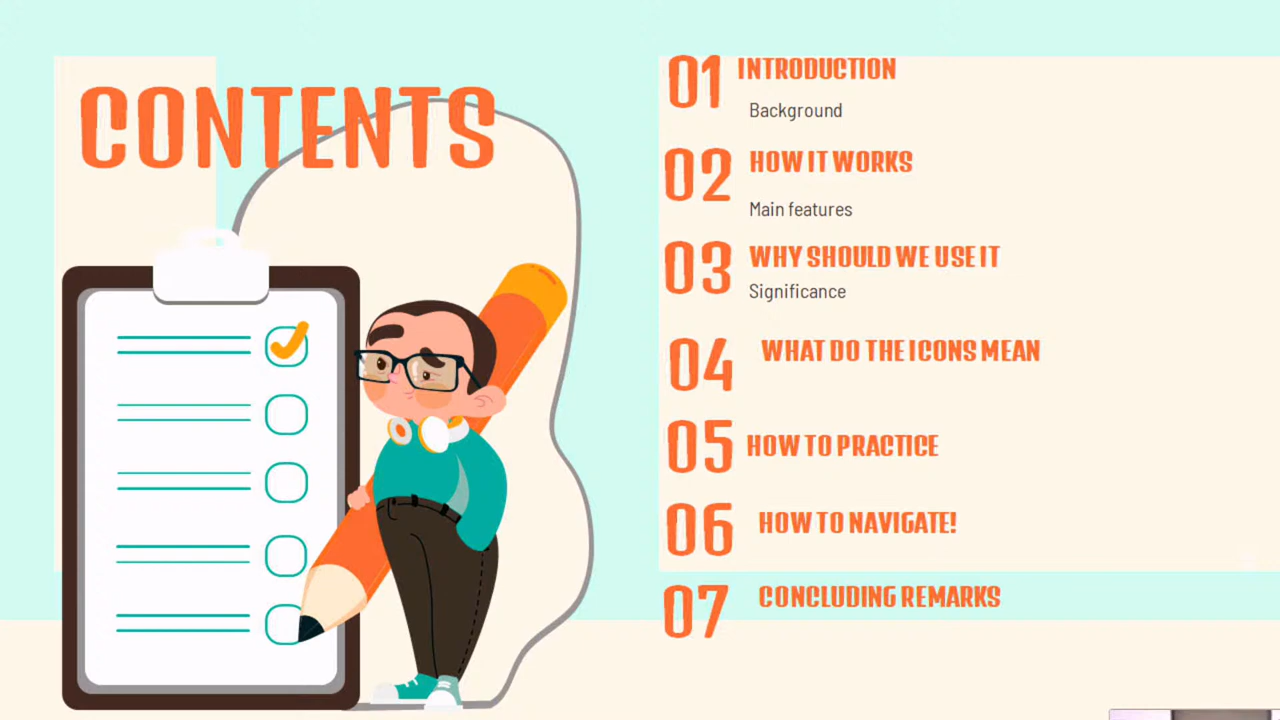 CONTENTS
01 INTRODUCTION
Background
02 HOW IT WORKS
Main features
03 WHY SHOULD WE USE IT
Significance
04 WHAT DO THE ICONS MEAN
05 HOW TO PRACTICE
06 HOW TO NAVIGATE!
07 CONCLUDING REMARKS